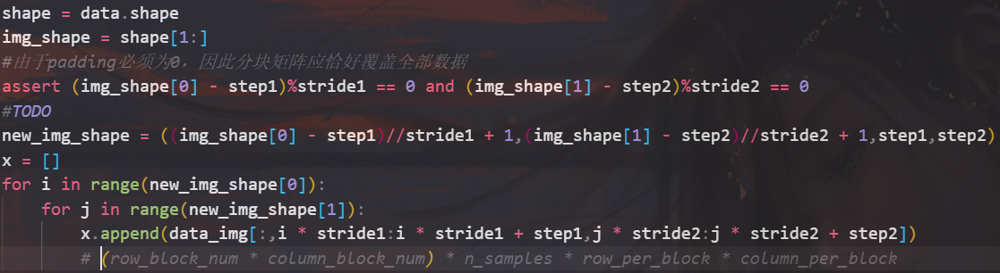 shape = data.shape
img_shape = shape[1:]
#由于padding必须为0，因此分块矩阵应恰好覆盖全部数据
assert (img_shape[0] - step1)%stride1 == 0 and (img_shape[1] - step2)%stride2 == 0
#TODO
new_img_shape = ((img_shape[0] - step1)//stride1 + 1,(img_shape[1] - step2)//stride2 + 1,step1,step2)
x = []
for i in range(new_img_shape[0]):
    for j in range(new_img_shape[1]):
        x.append(data_img[:,i * stride1:i * stride1 + step1,j * stride2:j * stride2 + step2])
        # (row_block_num * column_block_num) * n_samples * row_per_block * column_per_block